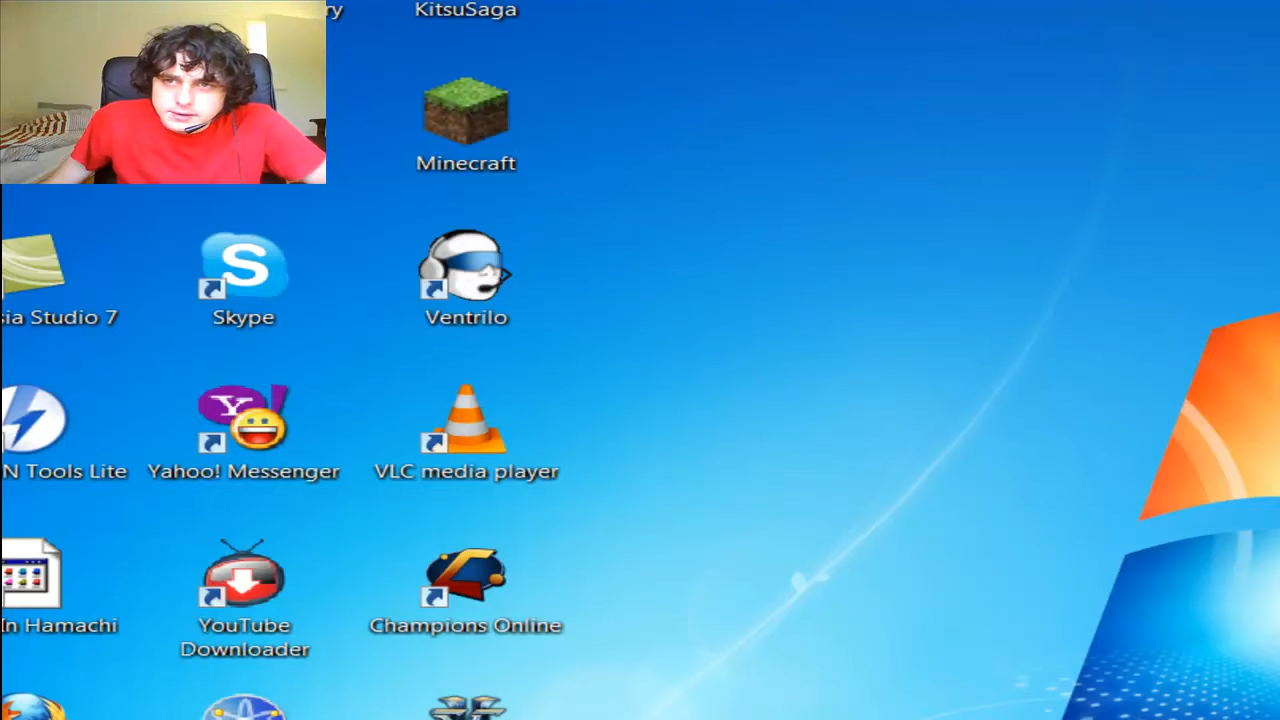 ry
KitsuSaga
Minecraft
sia Studio 7
Skype
Ventrilo
N Tools Lite
Yahoo! Messenger
VLC media player
In Hamachi
YouTube
Downloader
Champions Online